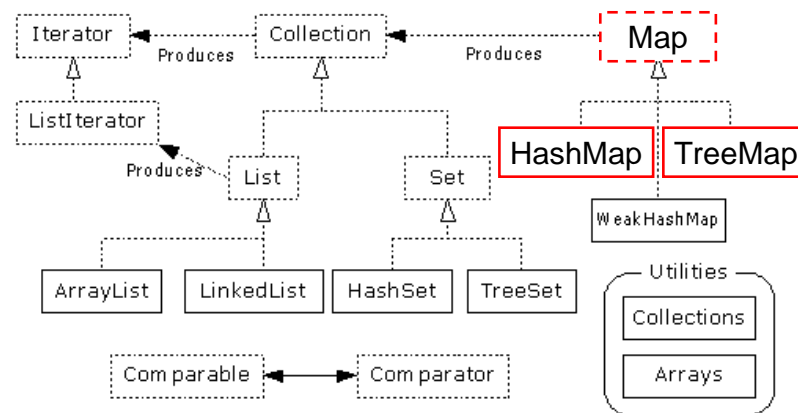 Iterator
Produces
Collection
Produces
Map
ListIterator
Produces
List
Set
HashMap
TreeMap
WeakHashMap
ArrayList
LinkedList
HashSet
TreeSet
Utilities
Collections
Arrays
Comparable
Comparator